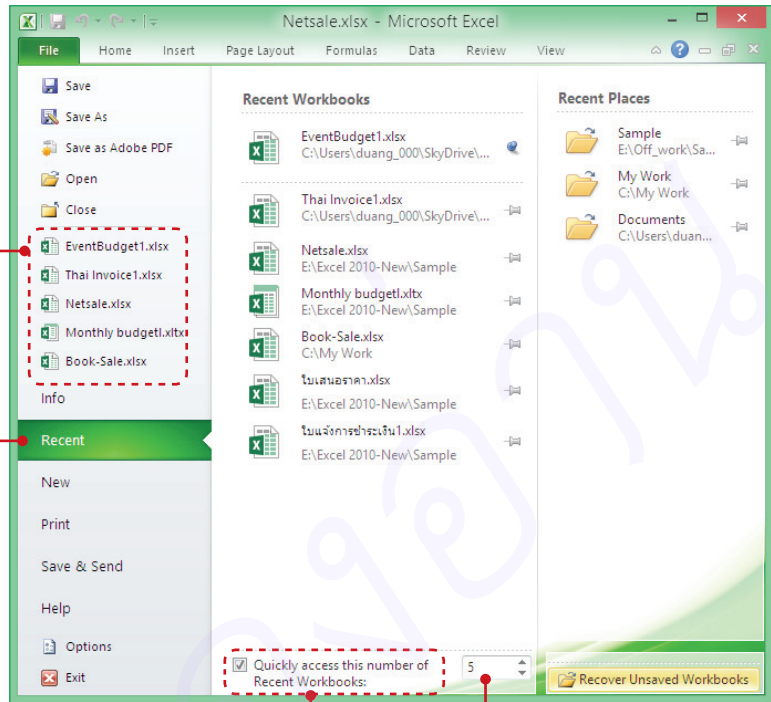 Netsale.xlsx - Microsoft Excel
File Home Insert Page Layout Formulas Data Review View
Save
Save As
Save as Adobe PDF
Open
Close
EventBudget1.xlsx
Thai Invoice1.xlsx
Netsale.xlsx
Monthly budgetl.xltx
Book-Sale.xlsx
Info
Recent
New
Print
Save & Send
Help
Options
Exit
Recent Workbooks
EventBudget1.xlsx
C:\Users\duang_000\SkyDrive\...
Thai Invoice1.xlsx
C:\Users\duang_000\SkyDrive\...
Netsale.xlsx
E:\Excel 2010-New\Sample
Monthly budgetl.xltx
E:\Excel 2010-New\Sample
Book-Sale.xlsx
C:\My Work
ใบเสนอราคา.xlsx
E:\Excel 2010-New\Sample
ใบแจ้งการชำระเงิน1.xlsx
E:\Excel 2010-New\Sample
Quickly access this number of
Recent Workbooks:
5
Recent Places
Sample
E:\Off_work\Sa...
My Work
C:\My Work
Documents
C:\Users\duan...
Recover Unsaved Workbooks